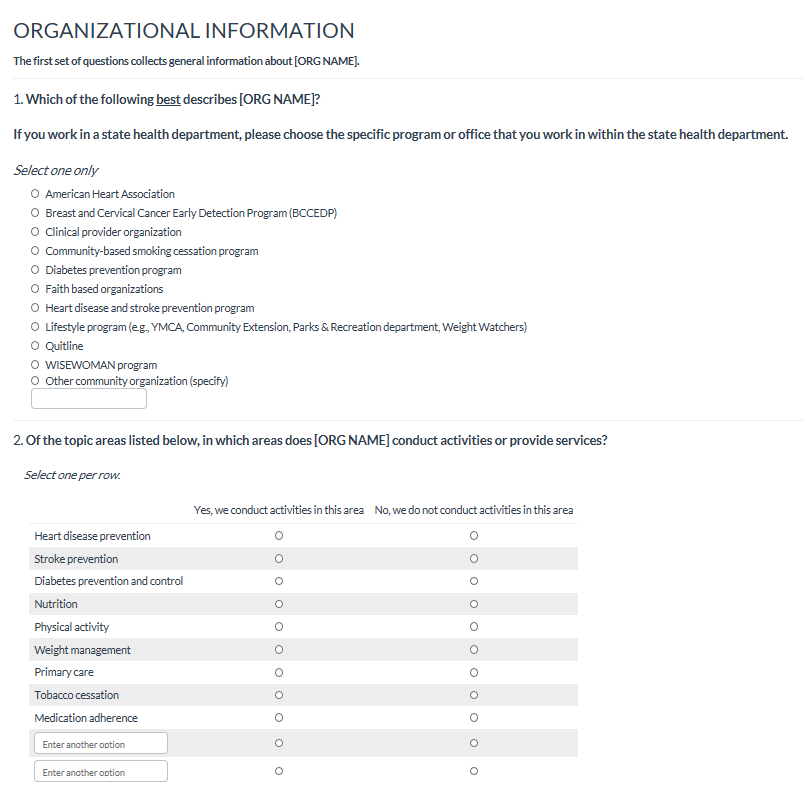 ORGANIZATIONAL INFORMATION
The first set of questions collects general information about [ORG NAME].
1. Which of the following best describes [ORG NAME]?
If you work in a state health department, please choose the specific program or office that you work in within the state health department.
Select one only
American Heart Association
Breast and Cervical Cancer Early Detection Program (BCCEDP)
Clinical provider organization
Community-based smoking cessation program
Diabetes prevention program
Faith based organizations
Heart disease and stroke prevention program
Lifestyle program (e.g., YMCA, Community Extension, Parks & Recreation department, Weight Watchers)
Quitline
WISEWOMAN program
Other community organization (specify)
2. Of the topic areas listed below, in which areas does [ORG NAME] conduct activities or provide services?
Select one per row.
Yes, we conduct activities in this area No, we do not conduct activities in this area
Heart disease prevention
Stroke prevention
Diabetes prevention and control
Nutrition
Physical activity
Weight management
Primary care
Tobacco cessation
Medication adherence
Enter another option
Enter another option